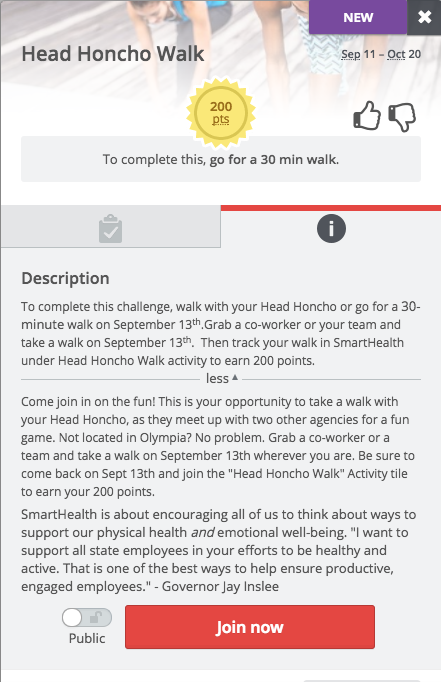 NEW
Head Honcho Walk
Sep 11 – Oct 20
200
pts
To complete this, go for a 30 min walk.
Description
To complete this challenge, walk with your Head Honcho or go for a 30-
minute walk on September 13th.Grab a co-worker or your team and
take a walk on September 13th. Then track your walk in SmartHealth
under Head Honcho Walk activity to earn 200 points.
less
Come join in on the fun! This is your opportunity to take a walk with
your Head Honcho, as they meet up with two other agencies for a fun
game. Not located in Olympia? No problem. Grab a co-worker or a
team and take a walk on September 13th wherever you are. Be sure to
come back on Sept 13th and join the "Head Honcho Walk" Activity tile
to earn your 200 points.
SmartHealth is about encouraging all of us to think about ways to
support our physical health and emotional well-being. "I want to
support all state employees in your efforts to be healthy and
active. That is one of the best ways to help ensure productive,
engaged employees." - Governor Jay Inslee
Public
Join now